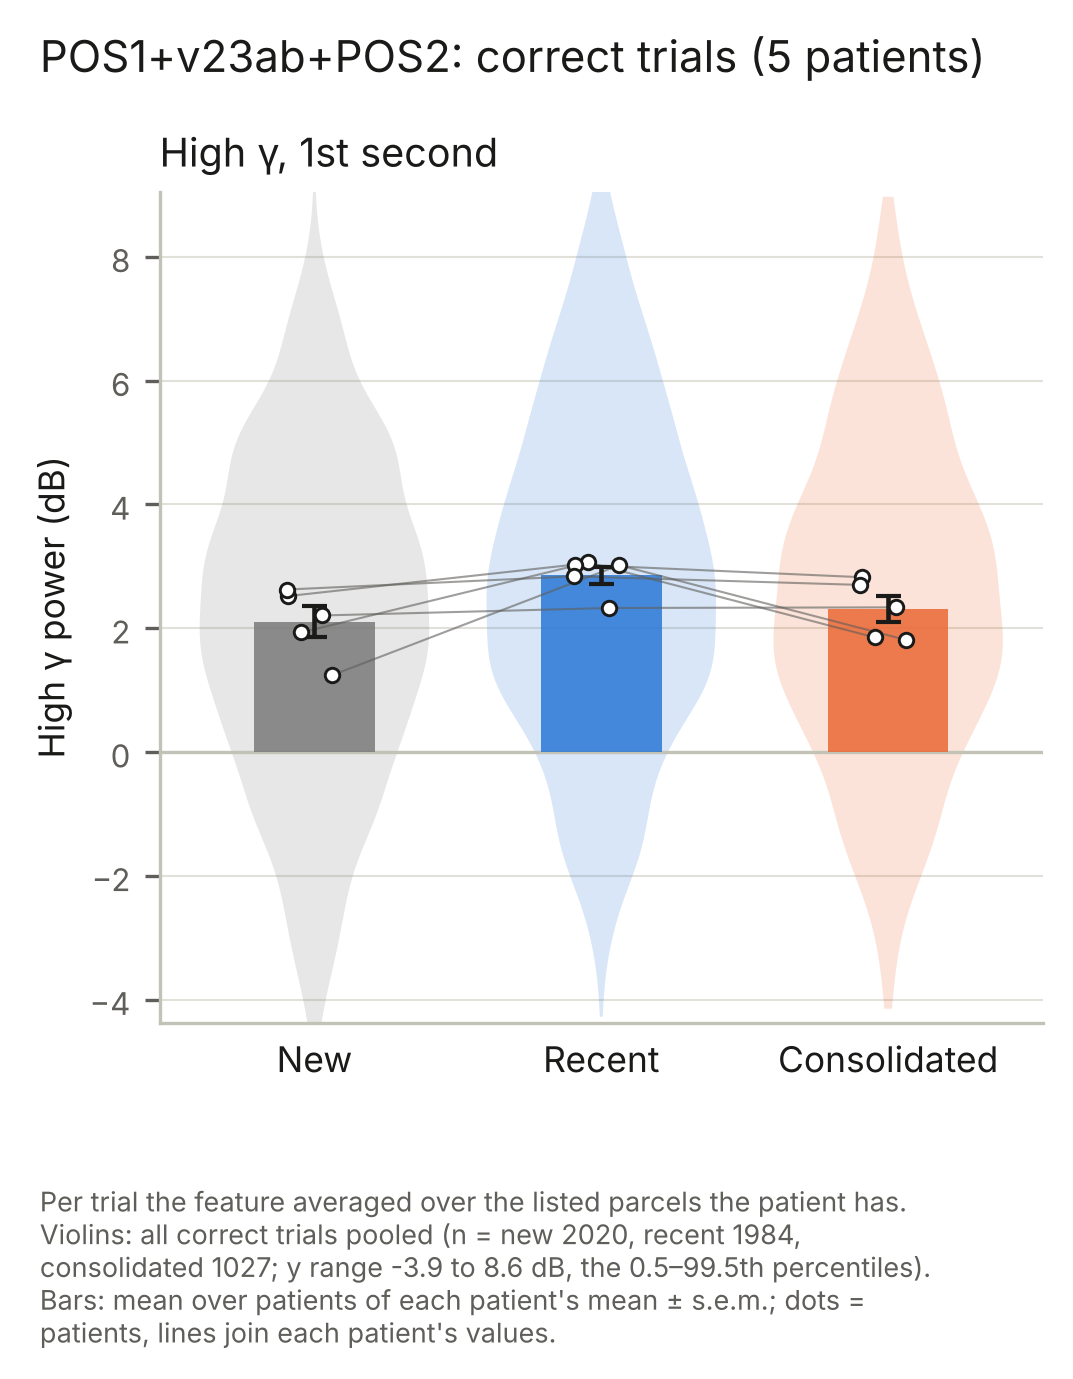 POS1+v23ab+POS2: correct trials (5 patients)
High γ, 1st second
High γ power (dB)
8
6
4
2
0
−2
−4
New
Recent
Consolidated
Per trial the feature averaged over the listed parcels the patient has.
Violins: all correct trials pooled (n = new 2020, recent 1984,
consolidated 1027; y range -3.9 to 8.6 dB, the 0.5–99.5th percentiles).
Bars: mean over patients of each patient's mean ± s.e.m.; dots =
patients, lines join each patient's values.